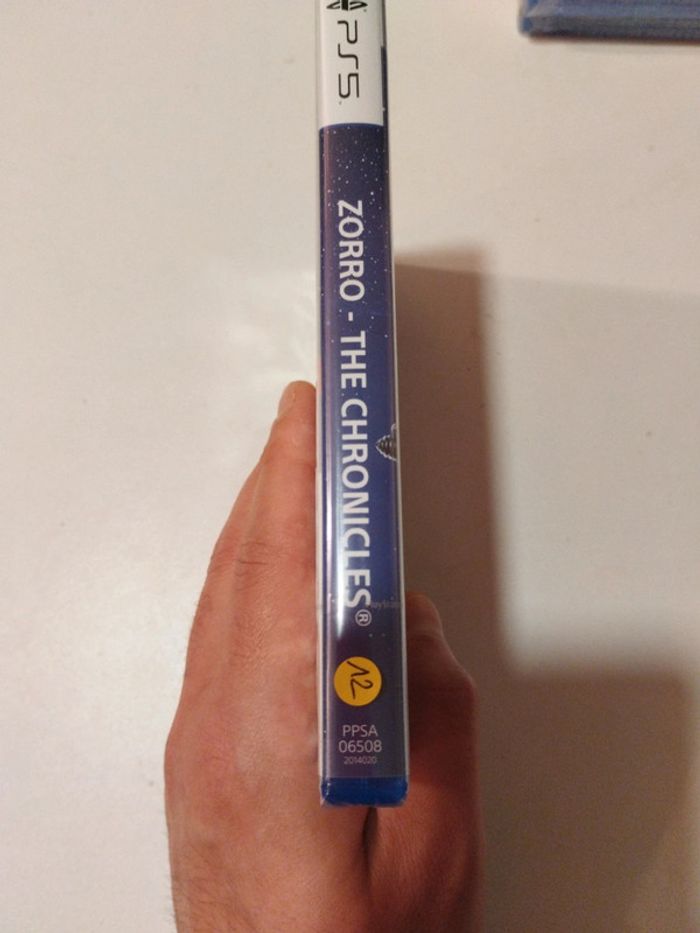 PS5
ZORRO - THE CHRONICLES®
12
PPSA
06508
2014020